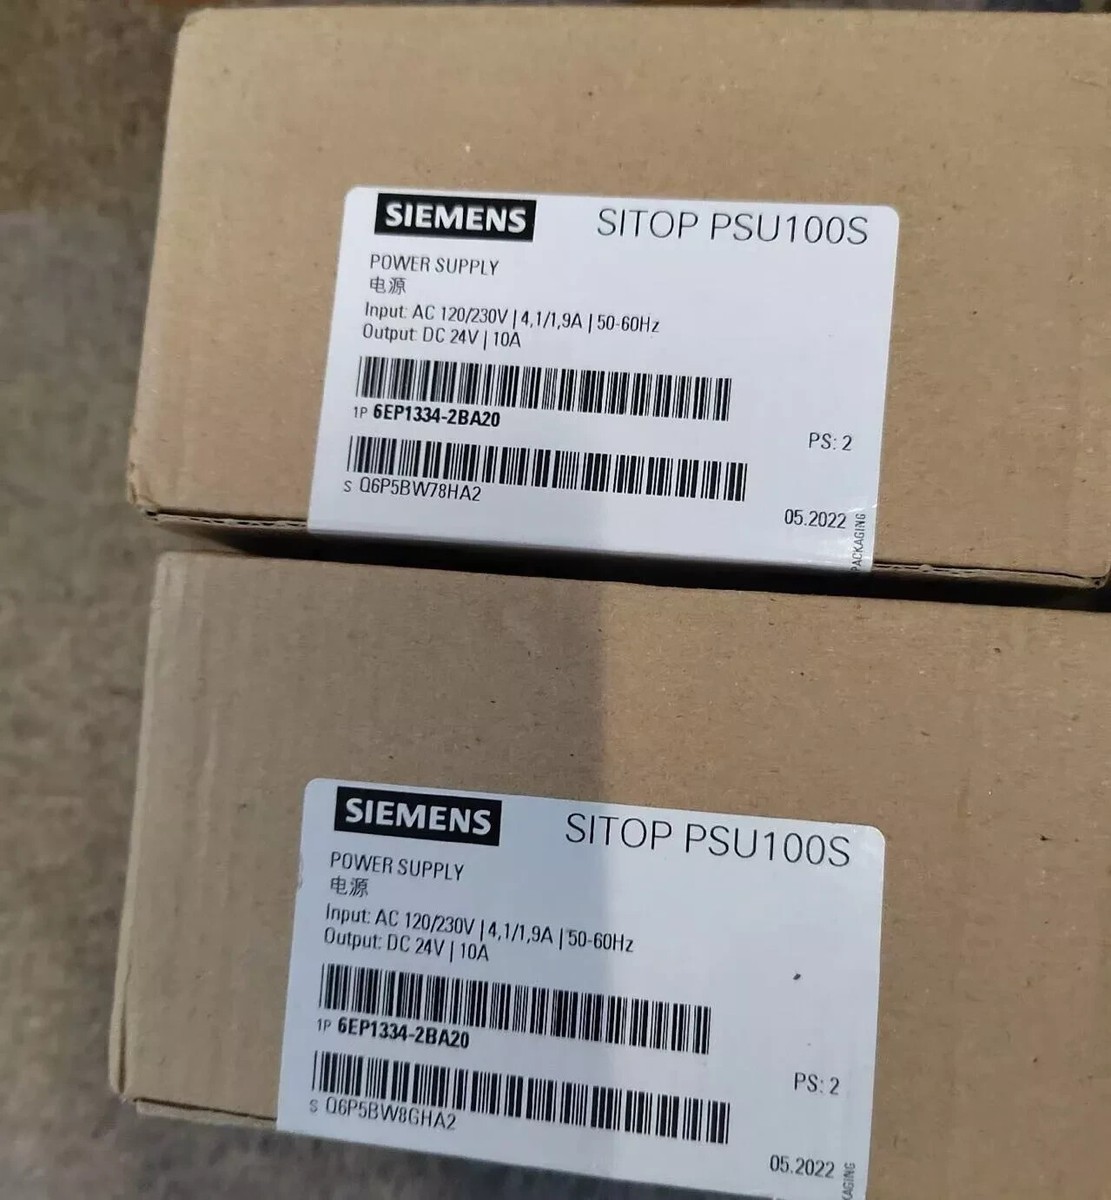 SIEMENS SITOP PSU100S
POWER SUPPLY
电源
Input: AC 120/230V | 4,1/1,9A | 50-60Hz
Output: DC 24V | 10A
1P 6EP1334-2BA20
PS: 2
S Q6P5BW78HA2
05.2022
PACKAGING
SIEMENS SITOP PSU100S
POWER SUPPLY
电源
Input: AC 120/230V | 4,1/1,9A | 50-60Hz
Output: DC 24V | 10A
1P 6EP1334-2BA20
PS: 2
S Q6P5BW8GHA2
05.2022